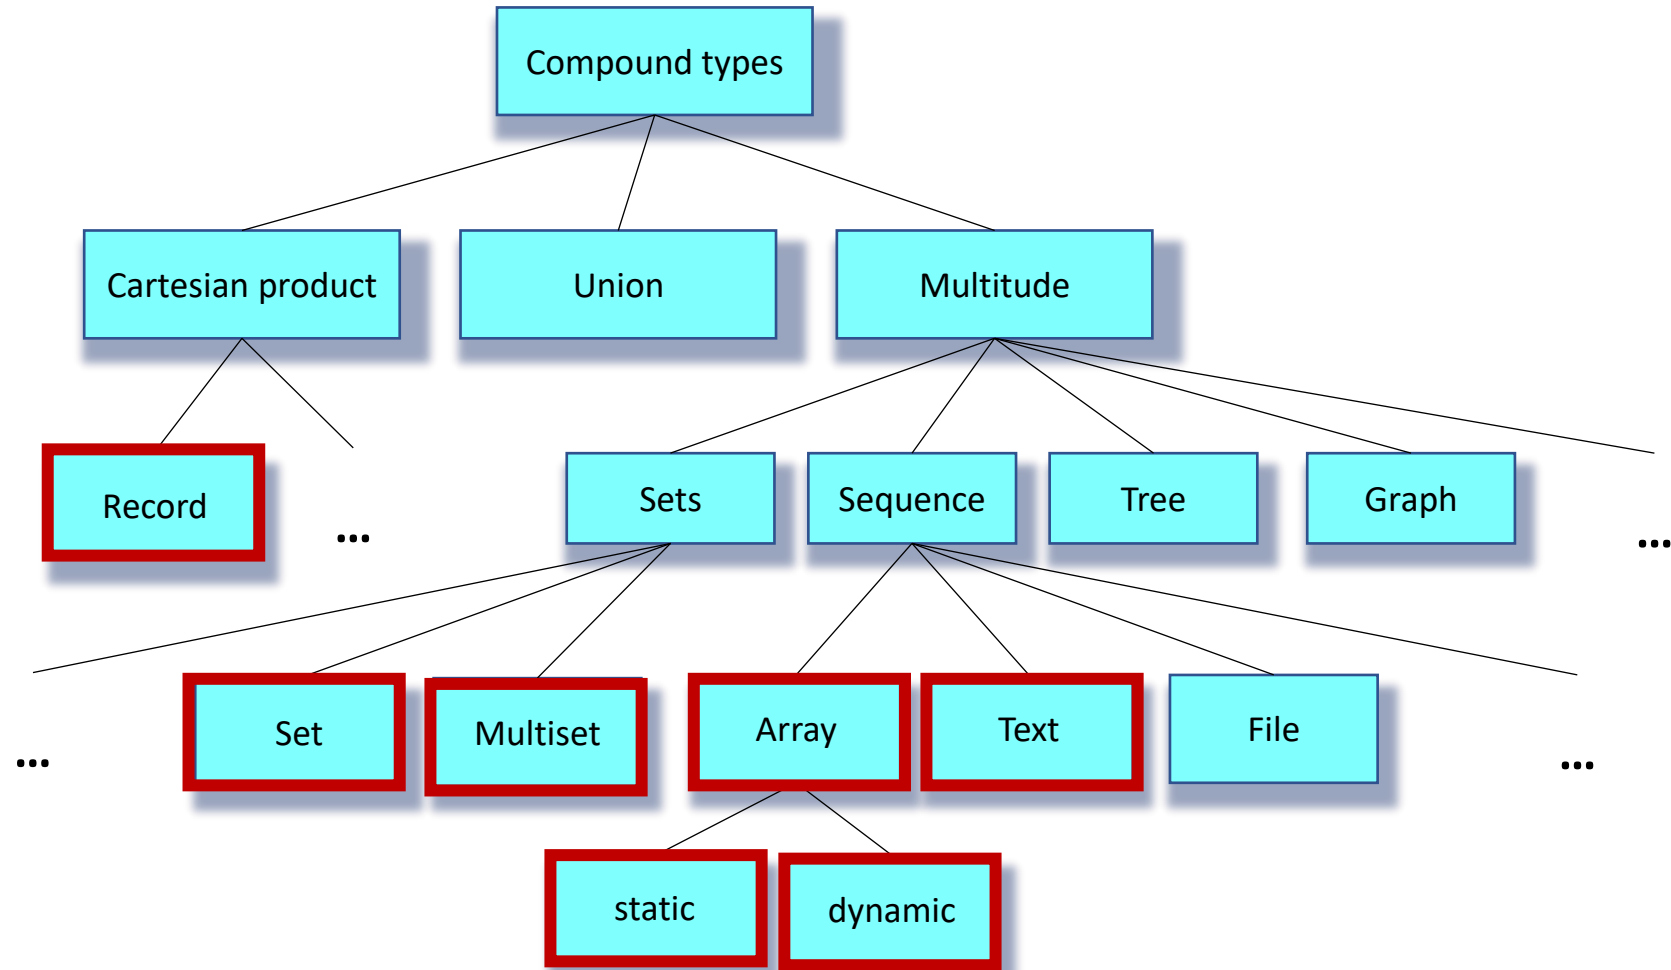 Compound types
Cartesian product
Union
Multitude
Record
...
Sets
Sequence
Tree
Graph
...
...
Set
Multiset
Array
Text
File
...
static
dynamic